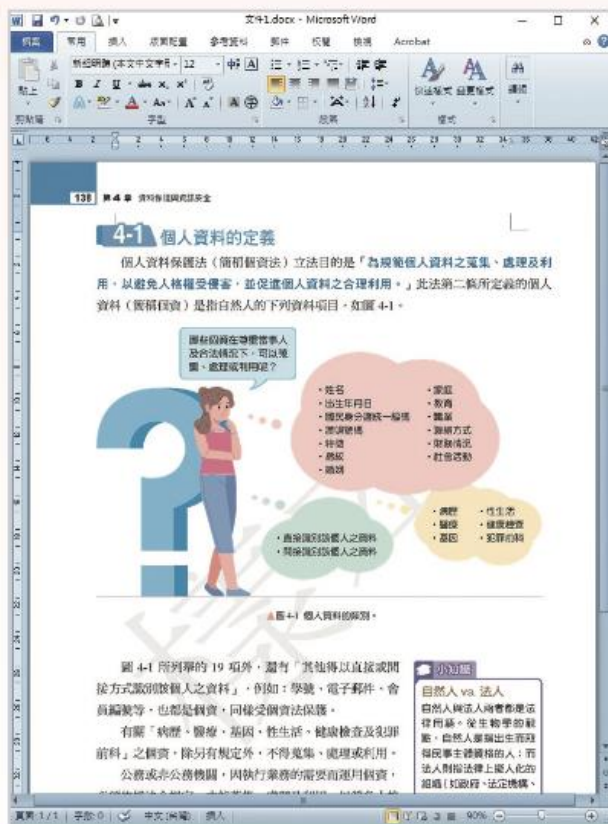 文件1.docx - Microsoft Word
檔案 常用 插入 版面配置 參考資料 郵件 校閱 檢視 Acrobat
新細明體 (本文中文字 12
貼上
快速樣式 變更樣式 編輯
剪貼簿 字型 段落 樣式
138 第 4 章
4-1 個人資料的定義
個人資料保護法（簡稱個資法）立法目的是「為規範個人資料之蒐集、處理及利
用，以避免人格權受侵害，並促進個人資料之合理利用。」此法第二條所定義的個人
資料（簡稱個資）是指自然人的下列資料項目，如圖 4-1。
哪些個資在尊重當事人
及合法情況下，可以蒐
集、處理或利用呢？
・姓名
・出生年月日
・國民身分證統一編號
・護照號碼
・特徵
・指紋
・婚姻
・家庭
・教育
・職業
・聯絡方式
・財務情況
・社會活動
・病歷
・醫療
・基因
・性生活
・健康檢查
・犯罪前科
・直接識別該個人之資料
・間接識別該個人之資料
▲圖 4-1 個人資料的類別。
圖 4-1 所列舉的 19 項外，還有「其他得以直接或間
接方式識別該個人之資料」，例如：學號、電子郵件、會
員編號等，也都是個資，同樣受個資法保護。
有關「病歷、醫療、基因、性生活、健康檢查及犯罪
前科」之個資，除另有規定外，不得蒐集、處理或利用。
公務或非公務機關，因執行業務的需要而運用個資，
小知識
自然人 vs. 法人
自然人與法人兩者都是法
律用語。從生物學的觀
點，自然人是指出生而取
得民事主體資格的人；而
法人則指法律上擬人化的
組織（如政府、法定機構、
頁面: 1/1 字數: 0 中文 (台灣) 插入 90%